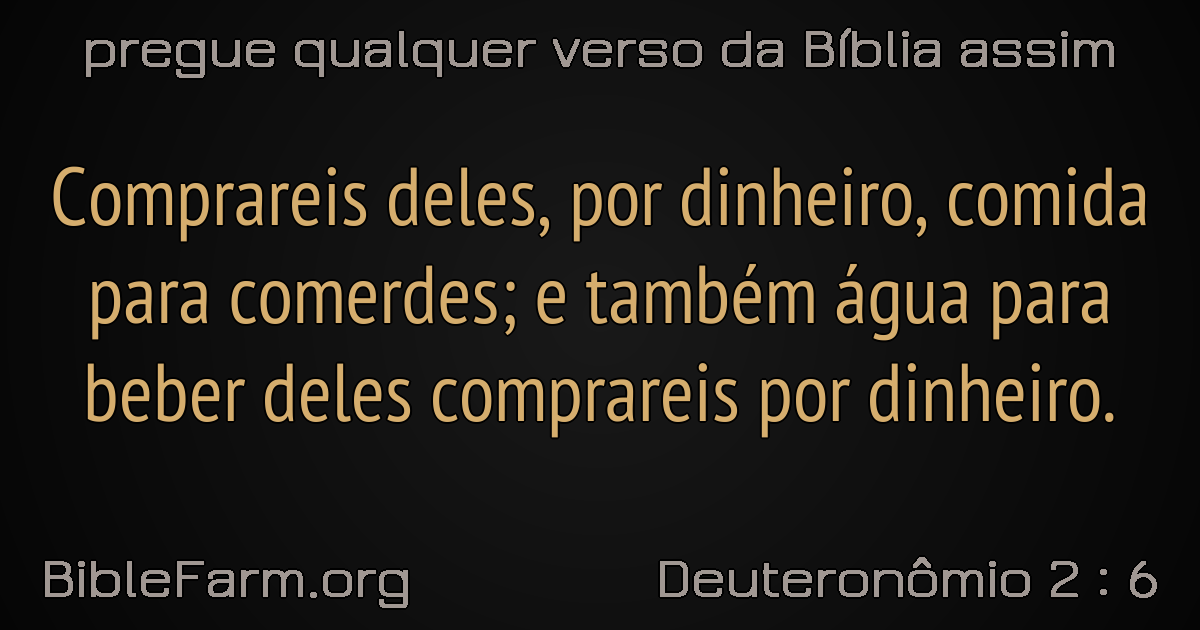 pregue qualquer verso da Bíblia assim
Comprareis deles, por dinheiro, comida
para comerdes; e também água para
beber deles comprareis por dinheiro.
BibleFarm.org
Deuteronômio 2 : 6